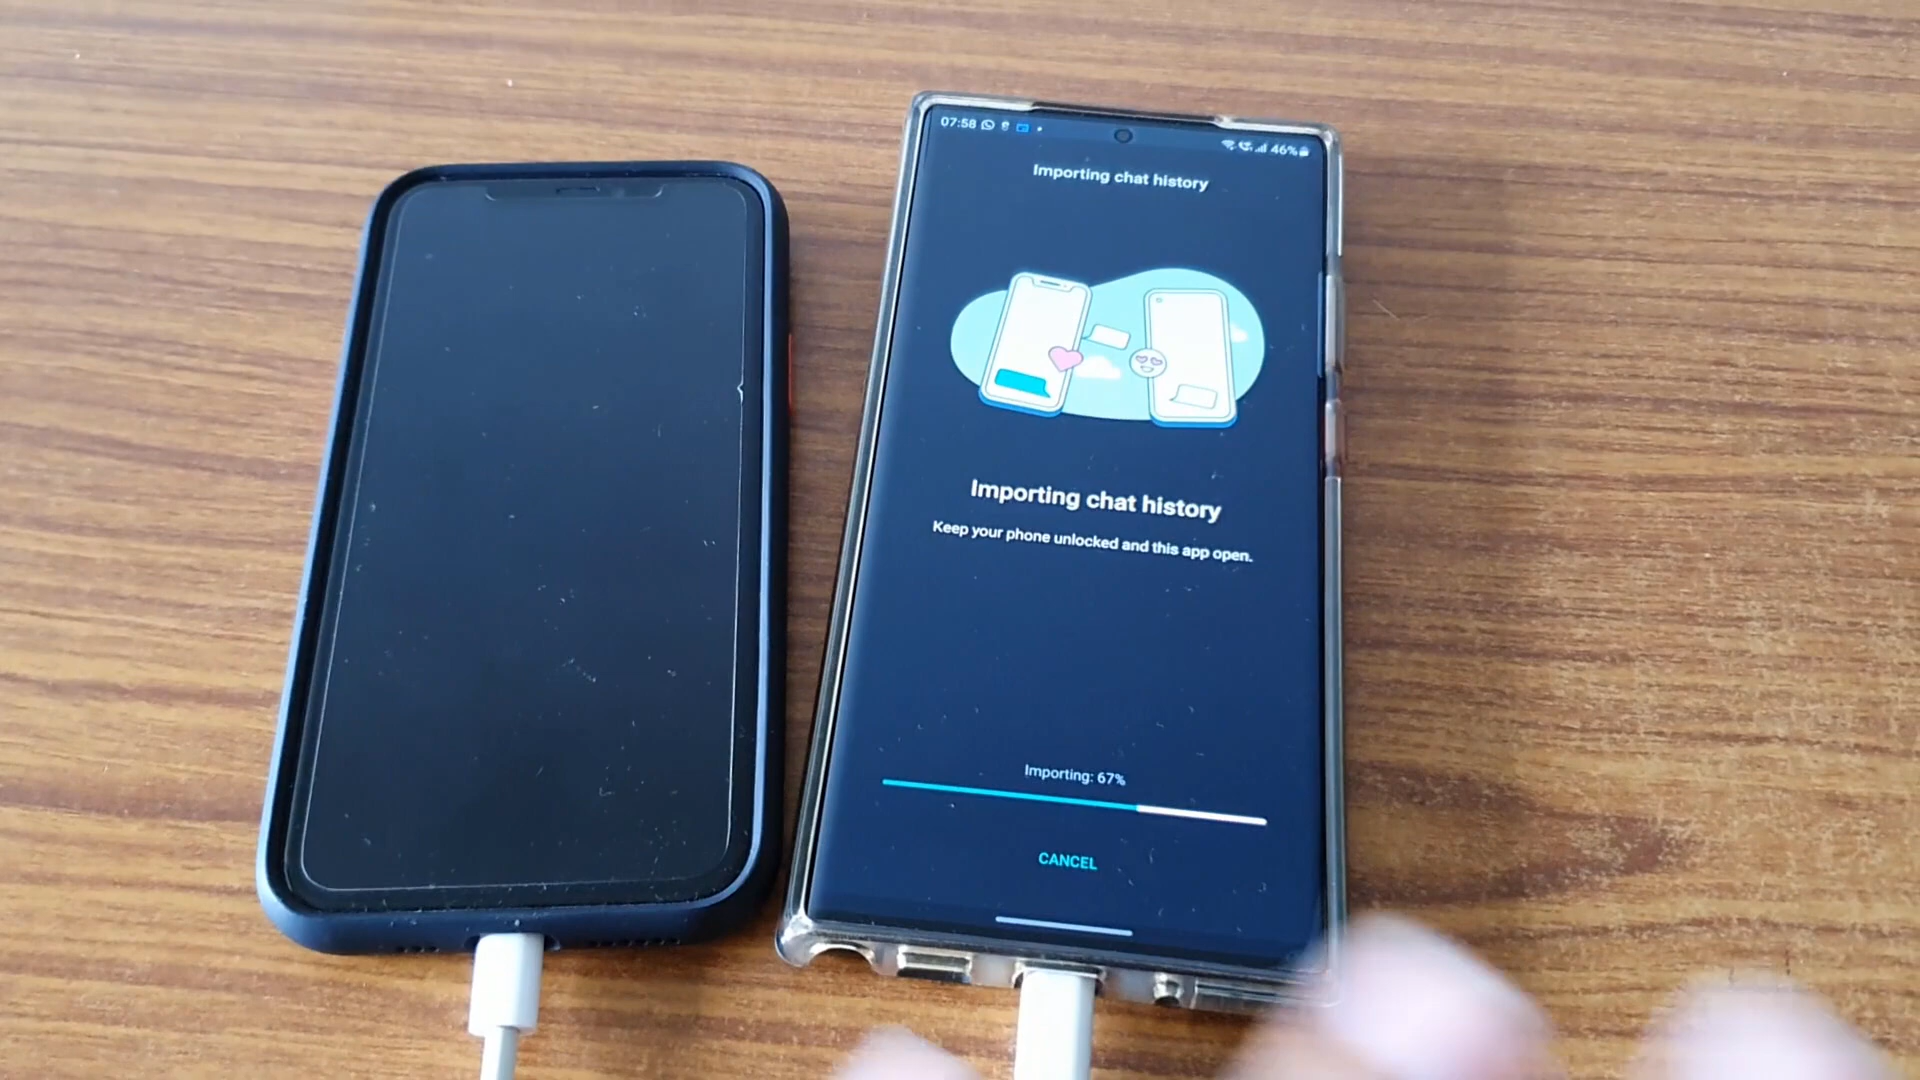 07:58
46%
Importing chat history
Importing chat history
Keep your phone unlocked and this app open.
Importing: 67%
CANCEL